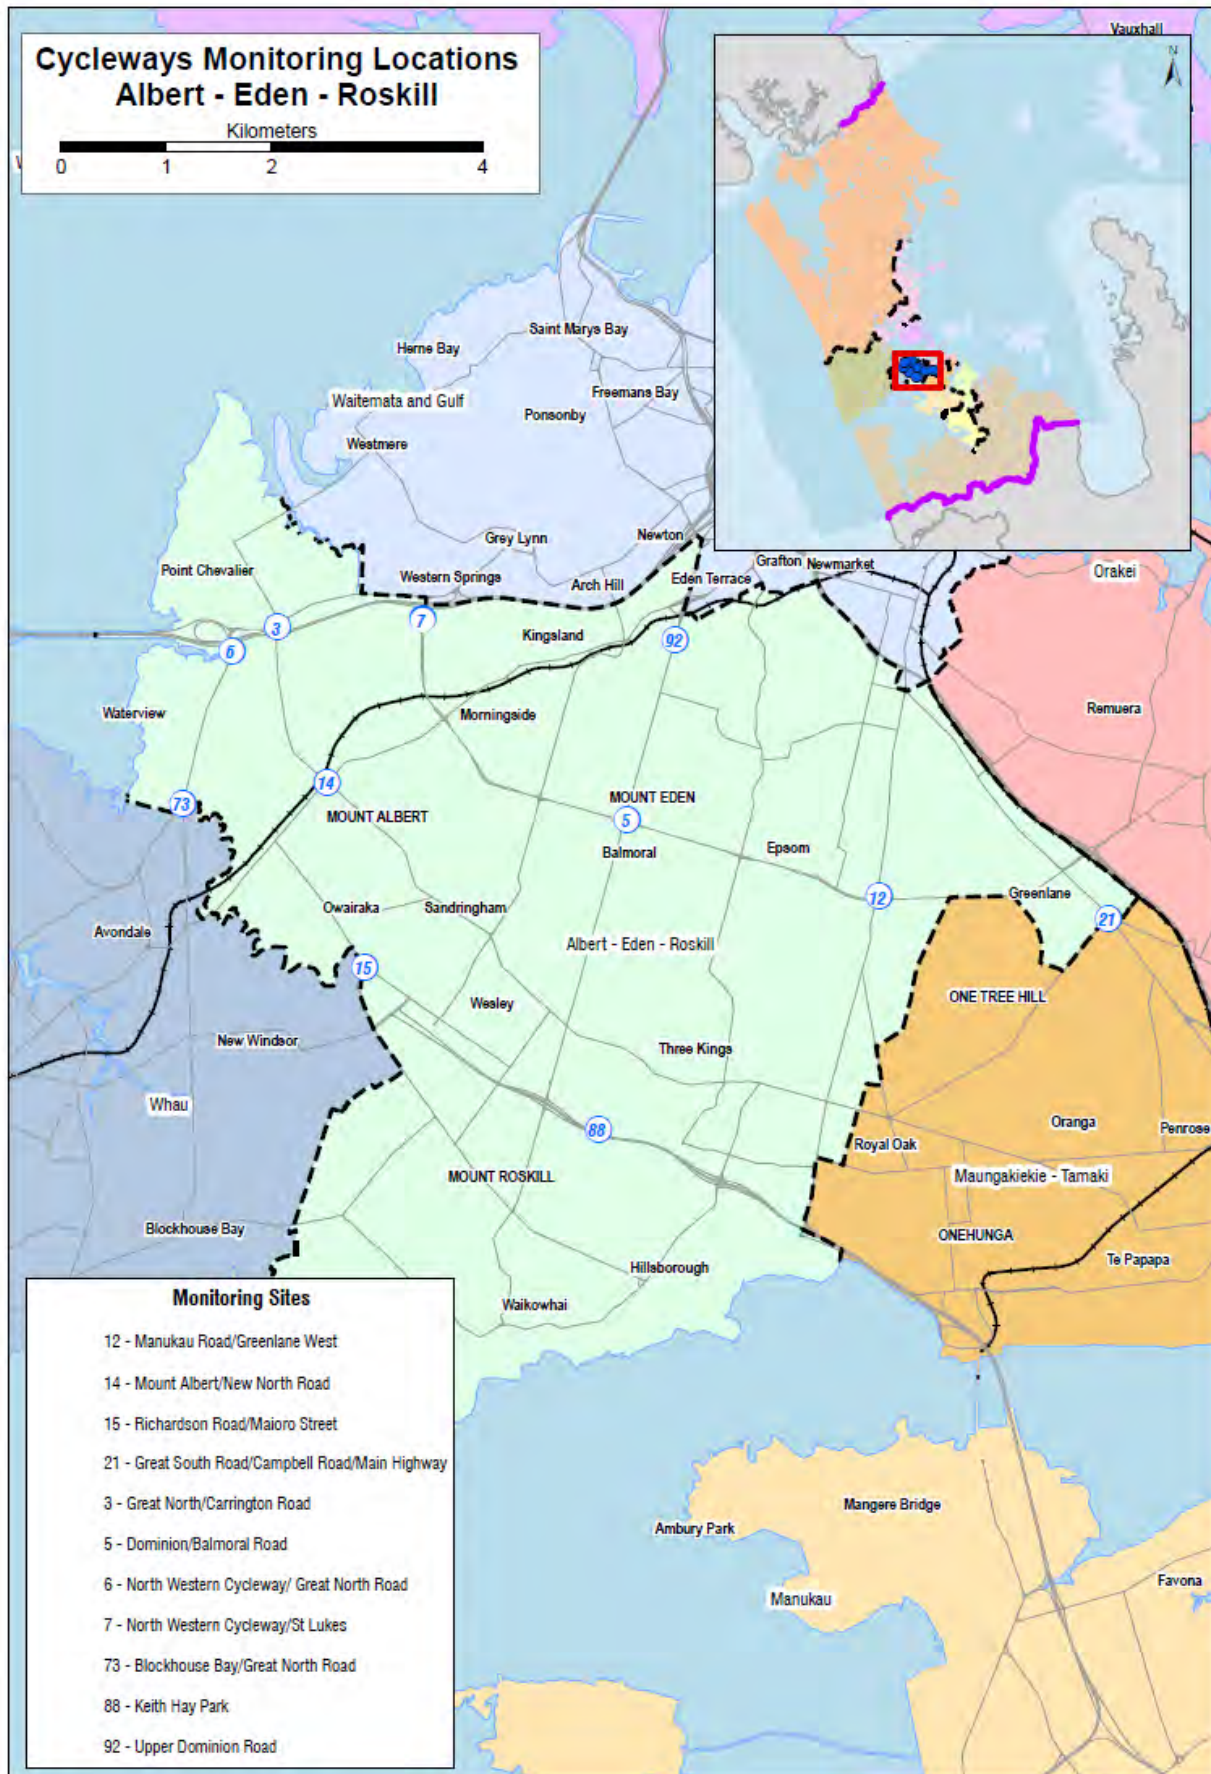 Vauxhall
Cycleways Monitoring Locations
Albert - Eden - Roskill
Kilometers
0 1 2 4
N
Saint Marys Bay
Herne Bay
Freemans Bay
Waitemata and Gulf
Ponsonby
Westmere
Newton
Grey Lynn
Grafton
Newmarket
Point Chevalier
Western Springs
Arch Hill
Eden Terrace
Orakei
3
7
Kingsland
92
6
Waterview
Morningside
Remuera
14
73
MOUNT EDEN
MOUNT ALBERT
5
Balmoral
Epsom
12
Greenlane
Owairaka
Sandringham
21
Avondale
Albert - Eden - Roskill
15
Wesley
ONE TREE HILL
New Windsor
Three Kings
Whau
88
Oranga
Penrose
Royal Oak
MOUNT ROSKILL
Maungakiekie - Tamaki
Blockhouse Bay
ONEHUNGA
Te Papapa
Hillsborough
Waikowhai
Monitoring Sites
12 - Manukau Road/Greenlane West
14 - Mount Albert/New North Road
15 - Richardson Road/Maioro Street
21 - Great South Road/Campbell Road/Main Highway
3 - Great North/Carrington Road
5 - Dominion/Balmoral Road
6 - North Western Cycleway/ Great North Road
7 - North Western Cycleway/St Lukes
73 - Blockhouse Bay/Great North Road
88 - Keith Hay Park
92 - Upper Dominion Road
Mangere Bridge
Ambury Park
Favona
Manukau